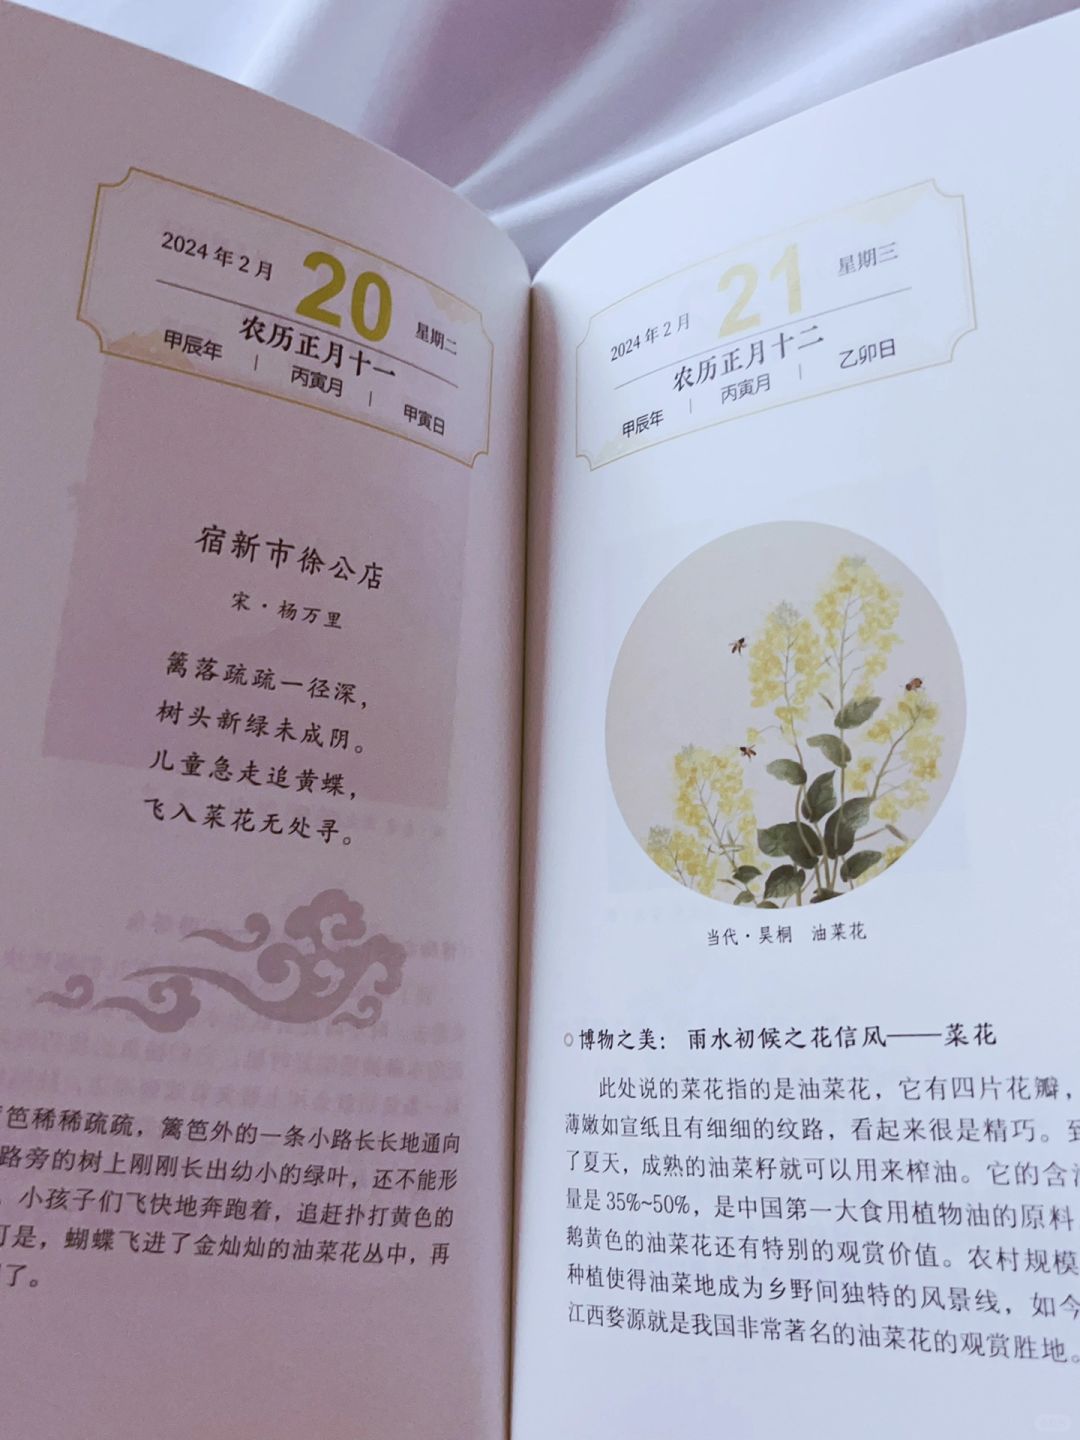 2024年2月 20 星期二
农历正月十一
甲辰年 | 丙寅月 | 甲寅日
宿新市徐公店
宋·杨万里
篱落疏疏一径深，
树头新绿未成阴。
儿童急走追黄蝶，
飞入菜花无处寻。
笆稀稀疏疏，篱笆外的一条小路长长地通向
路旁的树上刚刚长出幼小的绿叶，还不能形
。小孩子们飞快地奔跑着，追赶扑打黄色的
可是，蝴蝶飞进了金灿灿的油菜花丛中，再
了。
2024年2月 21 星期三
农历正月十二
甲辰年 | 丙寅月 | 乙卯日
当代·昊桐 油菜花
博物之美：雨水初候之花信风——菜花
此处说的菜花指的是油菜花，它有四片花瓣，
薄嫩如宣纸且有细细的纹路，看起来很是精巧。到
了夏天，成熟的油菜籽就可以用来榨油。它的含油
量是35%~50%，是中国第一大食用植物油的原料
鹅黄色的油菜花还有特别的观赏价值。农村规模
种植使得油菜地成为乡野间独特的风景线，如今
江西婺源就是我国非常著名的油菜花的观赏胜地。